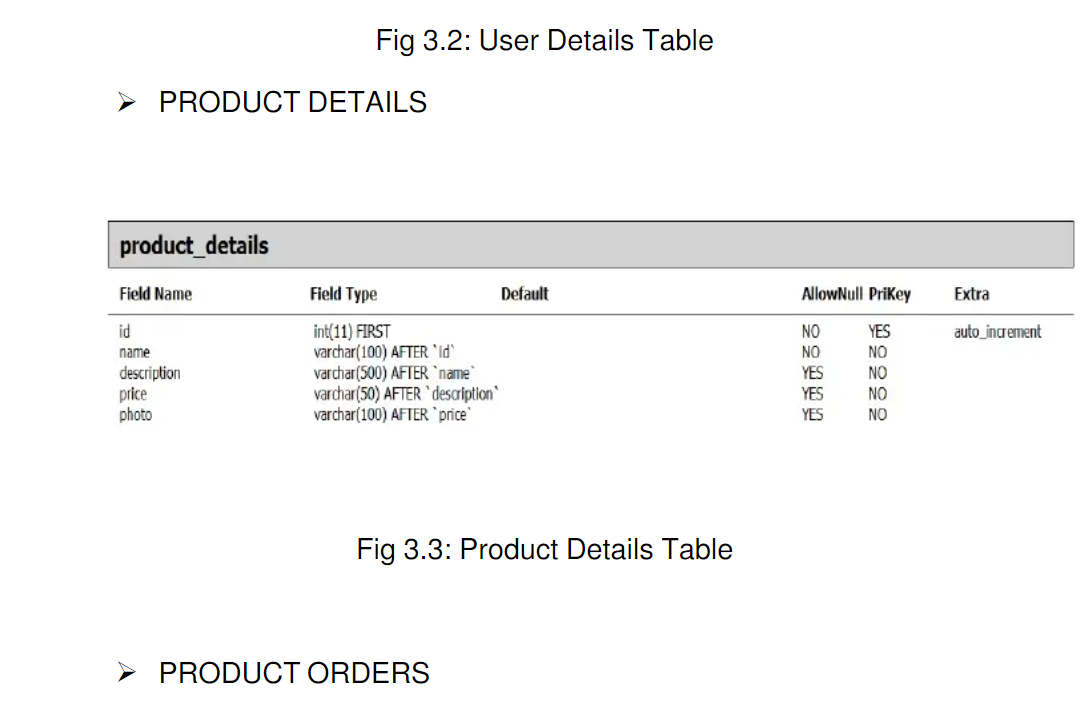 Fig 3.2: User Details Table
➢ PRODUCT DETAILS
product_details
Field Name Field Type Default AllowNull PriKey Extra
id int(11) FIRST NO YES auto_increment
name varchar(100) AFTER `id` NO NO
description varchar(500) AFTER `name` YES NO
price varchar(50) AFTER `description` YES NO
photo varchar(100) AFTER `price` YES NO
Fig 3.3: Product Details Table
➢ PRODUCT ORDERS